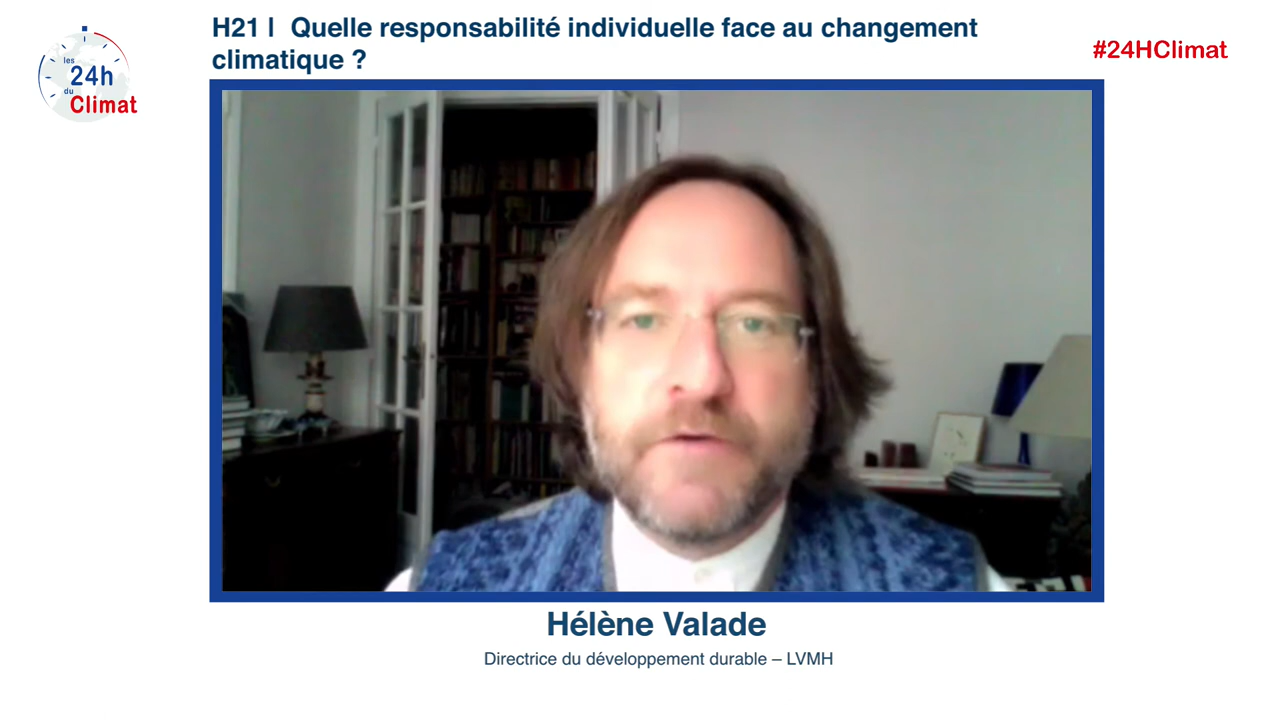 H21 I Quelle responsabilité individuelle face au changement
climatique ?
#24HClimat
les
24h
du
Climat
Hélène Valade
Directrice du développement durable – LVMH